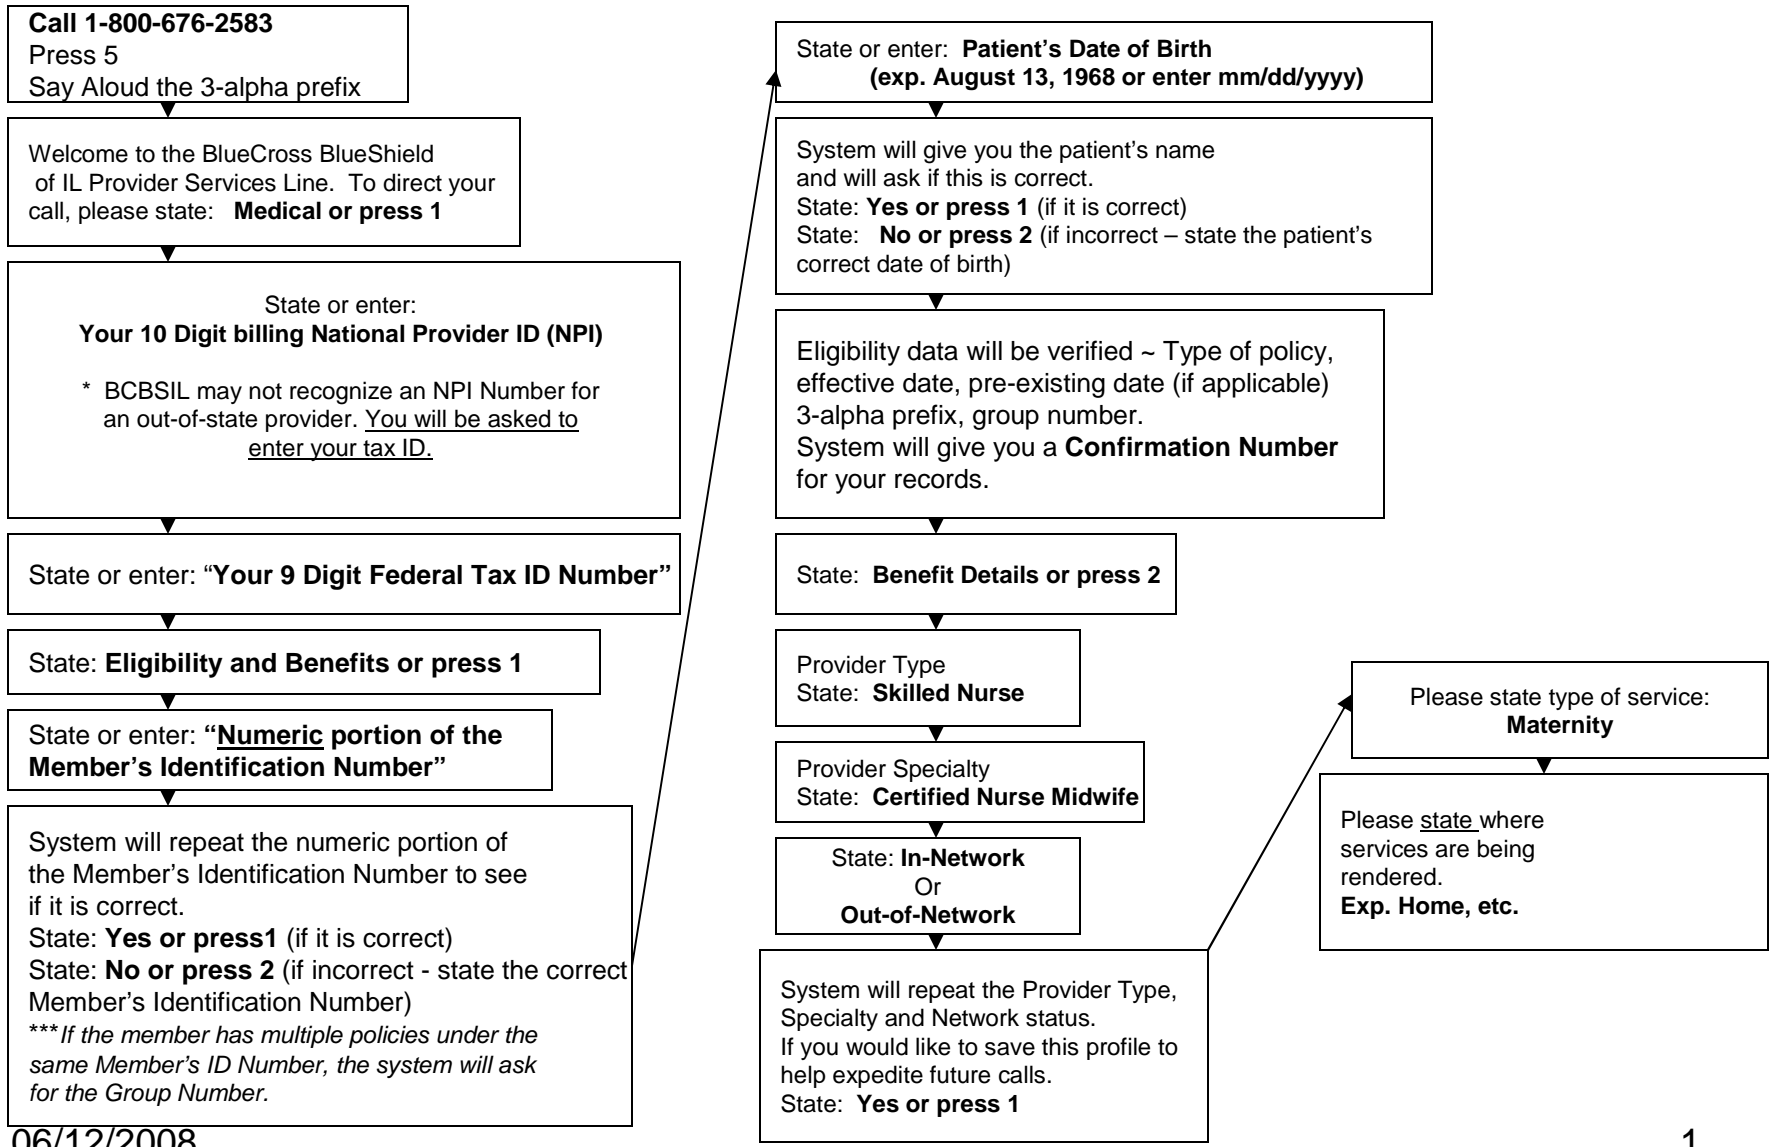 Call 1-800-676-2583
Press 5
Say Aloud the 3-alpha prefix
Welcome to the BlueCross BlueShield
of IL Provider Services Line. To direct your
call, please state: Medical or press 1
State or enter:
Your 10 Digit billing National Provider ID (NPI)
* BCBSIL may not recognize an NPI Number for
an out-of-state provider. You will be asked to
enter your tax ID.
State or enter: “Your 9 Digit Federal Tax ID Number”
State: Eligibility and Benefits or press 1
State or enter: “Numeric portion of the
Member’s Identification Number”
System will repeat the numeric portion of
the Member’s Identification Number to see
if it is correct.
State: Yes or press1 (if it is correct)
State: No or press 2 (if incorrect - state the correct
Member’s Identification Number)
***If the member has multiple policies under the
same Member’s ID Number, the system will ask
for the Group Number.
State or enter: Patient’s Date of Birth
(exp. August 13, 1968 or enter mm/dd/yyyy)
System will give you the patient’s name
and will ask if this is correct.
State: Yes or press 1 (if it is correct)
State: No or press 2 (if incorrect – state the patient’s
correct date of birth)
Eligibility data will be verified ~ Type of policy,
effective date, pre-existing date (if applicable)
3-alpha prefix, group number.
System will give you a Confirmation Number
for your records.
State: Benefit Details or press 2
Provider Type
State: Skilled Nurse
Provider Specialty
State: Certified Nurse Midwife
State: In-Network
Or
Out-of-Network
System will repeat the Provider Type,
Specialty and Network status.
If you would like to save this profile to
help expedite future calls.
State: Yes or press 1
Please state type of service:
Maternity
Please state where
services are being
rendered.
Exp. Home, etc.
06/12/2008
1